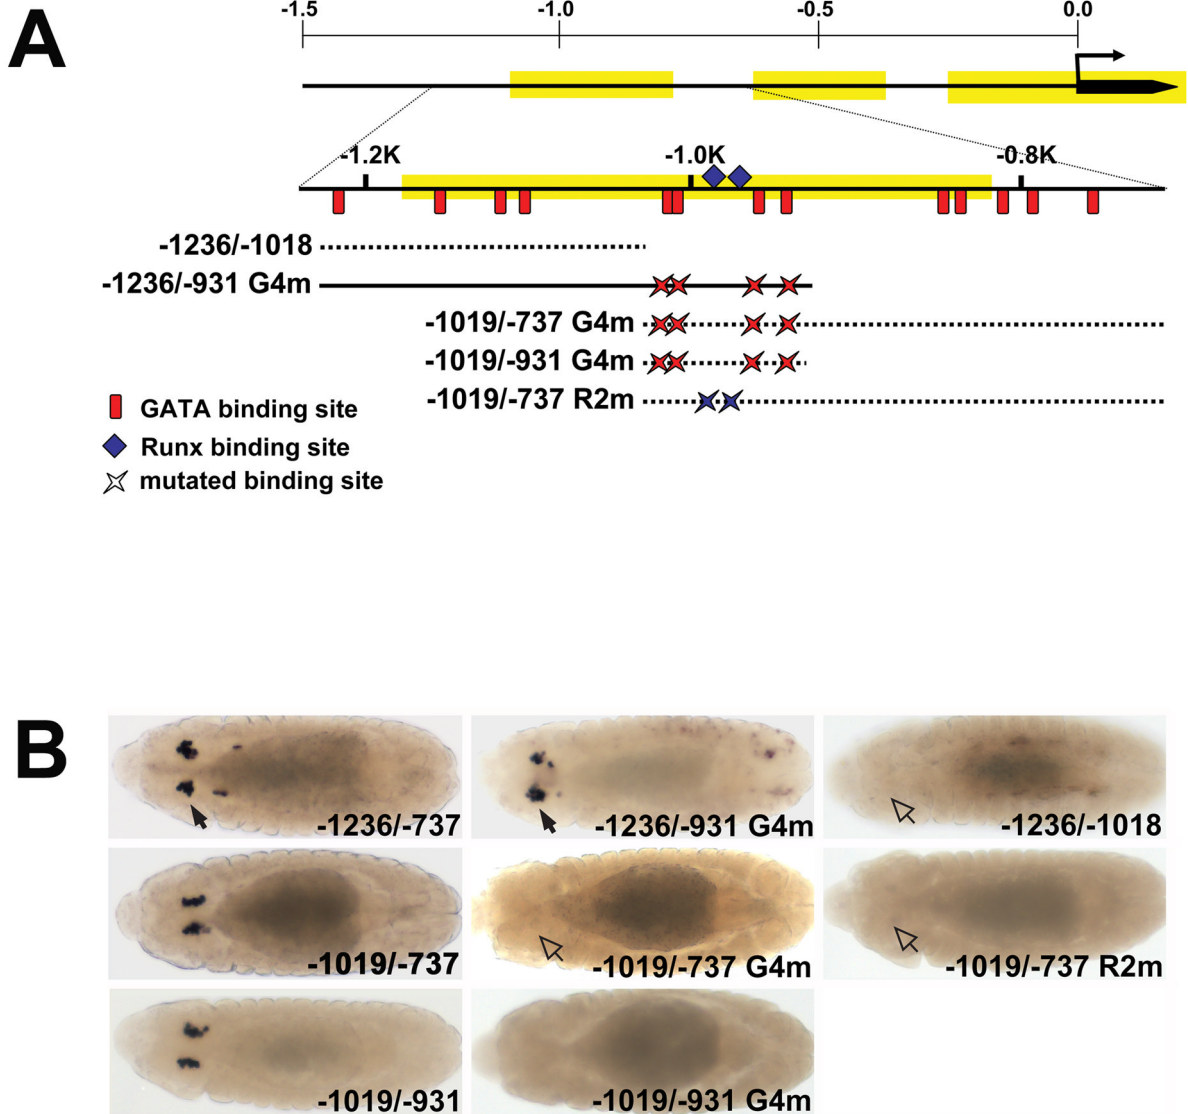 A
-1.5 -1.0 -0.5 0.0
-1.2K -1.0K -0.8K
-1236/-1018
-1236/-931 G4m
-1019/-737 G4m
-1019/-931 G4m
-1019/-737 R2m
GATA binding site
Runx binding site
mutated binding site
B
-1236/-737 -1236/-931 G4m -1236/-1018
-1019/-737 -1019/-737 G4m -1019/-737 R2m
-1019/-931 -1019/-931 G4m